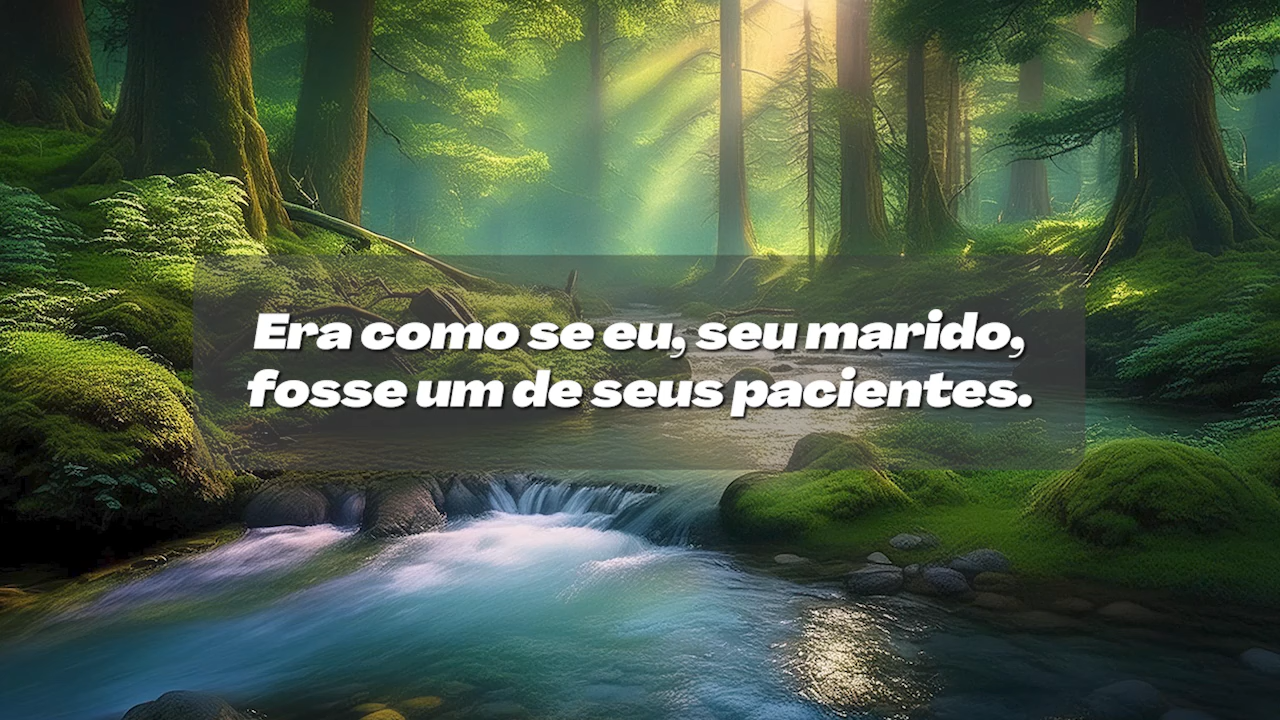 Era como se eu, seu marido,
fosse um de seus pacientes.